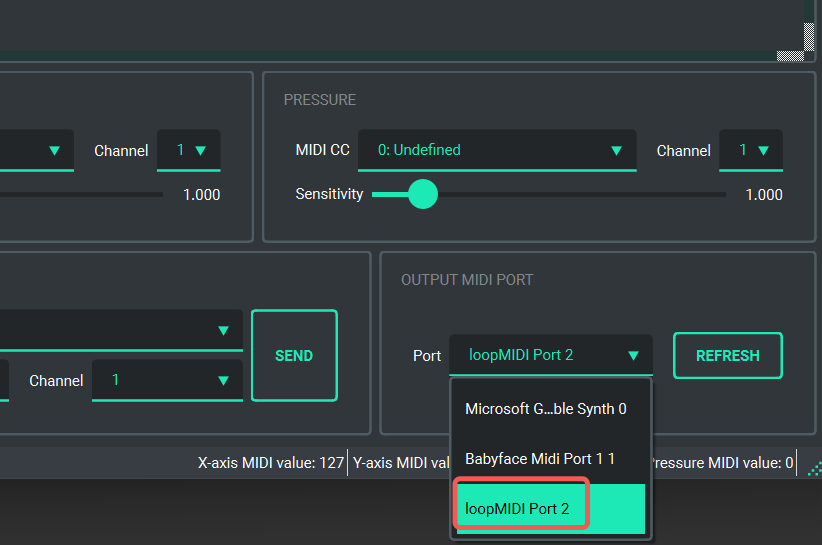 PRESSURE
Channel 1
MIDI CC 0: Undefined Channel 1
1.000
Sensitivity 1.000
OUTPUT MIDI PORT
SEND
Port loopMIDI Port 2 REFRESH
Channel 1
Microsoft G...ble Synth 0
Babyface Midi Port 1 1
loopMIDI Port 2
X-axis MIDI value: 127 Y-axis MIDI Pressure MIDI value: 0